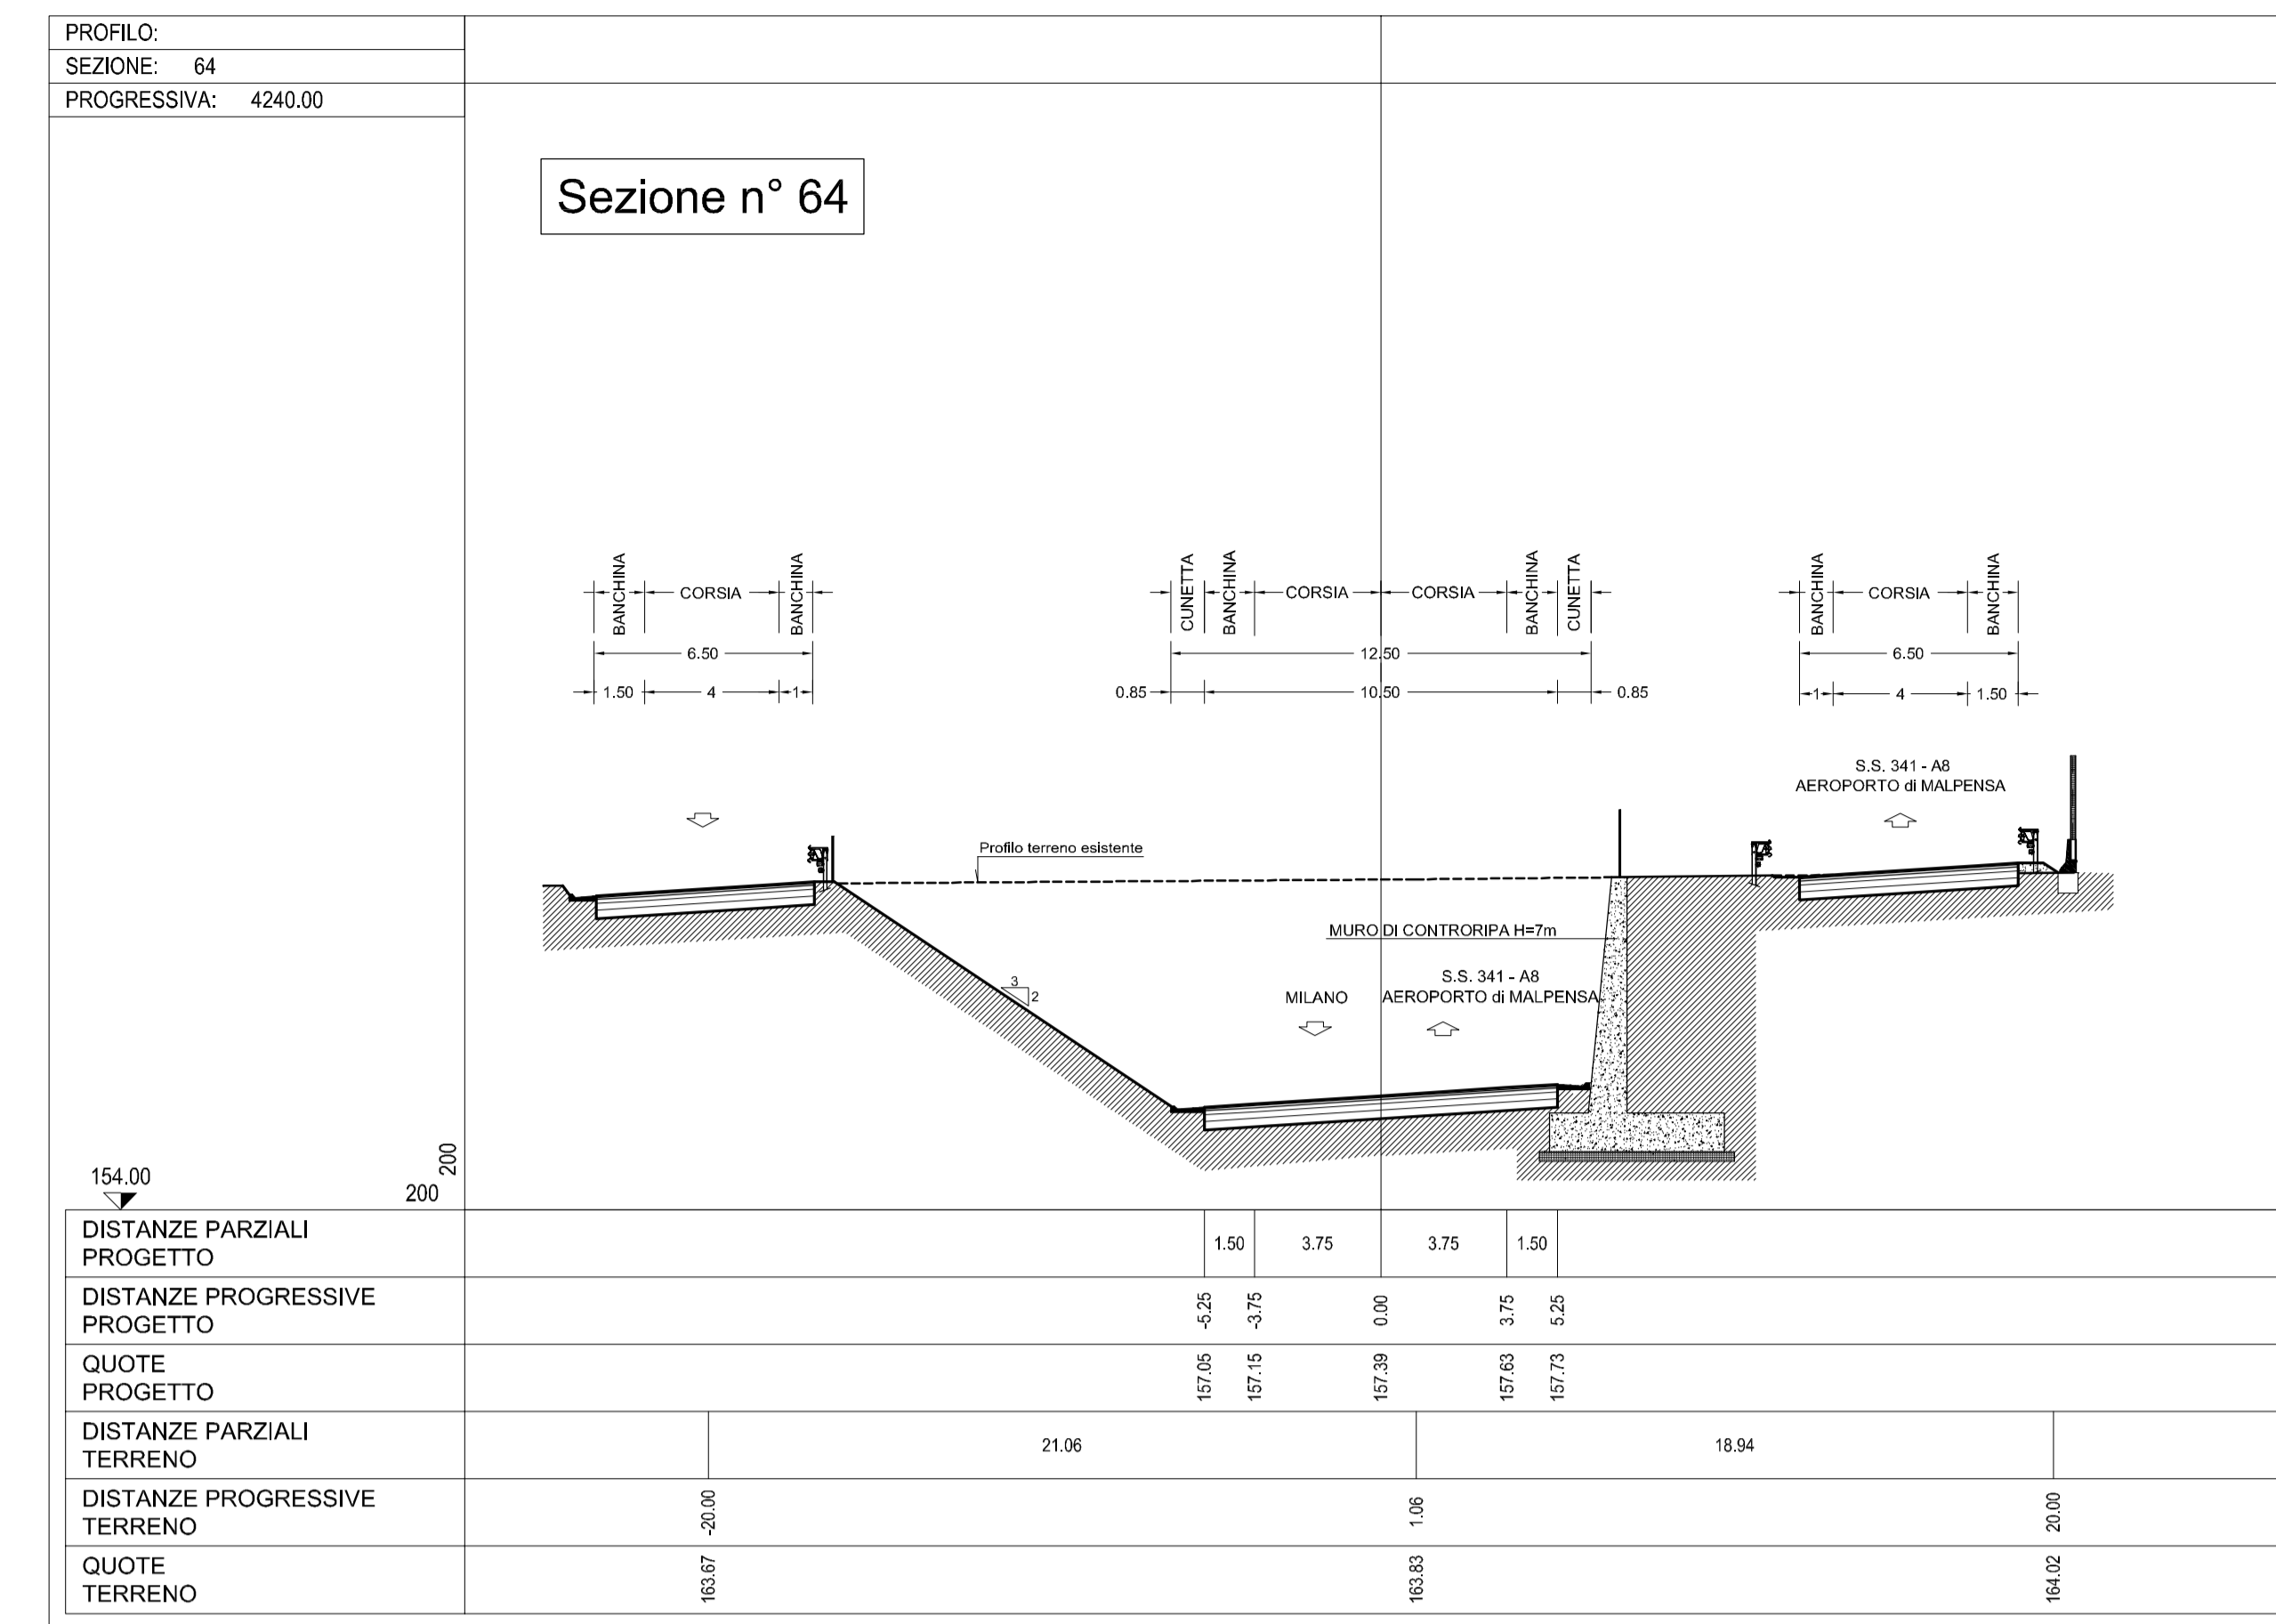 PROFILO:
SEZIONE: 64
PROGRESSIVA: 4240.00
Sezione n° 64
BANCHINA CORSIA BANCHINA CUNETTA BANCHINA CORSIA CORSIA BANCHINA CUNETTA BANCHINA CORSIA BANCHINA
6.50 12.50 6.50
1.50 4 1 0.85 10.50 0.85 1 4 1.50
S.S. 341 - A8
AEROPORTO di MALPENSA
Profilo terreno esistente
MURO DI CONTRORIPA H=7m
3
2
S.S. 341 - A8
MILANO AEROPORTO di MALPENSA
154.00
200
200
DISTANZE PARZIALI
PROGETTO
1.50 3.75 3.75 1.50
DISTANZE PROGRESSIVE
PROGETTO
-5.25 -3.75 0.00 3.75 5.25
QUOTE
PROGETTO
157.05 157.15 157.39 157.63 157.73
DISTANZE PARZIALI
TERRENO
21.06 18.94
DISTANZE PROGRESSIVE
TERRENO
-20.00 1.06 20.00
QUOTE
TERRENO
163.67 163.83 164.02